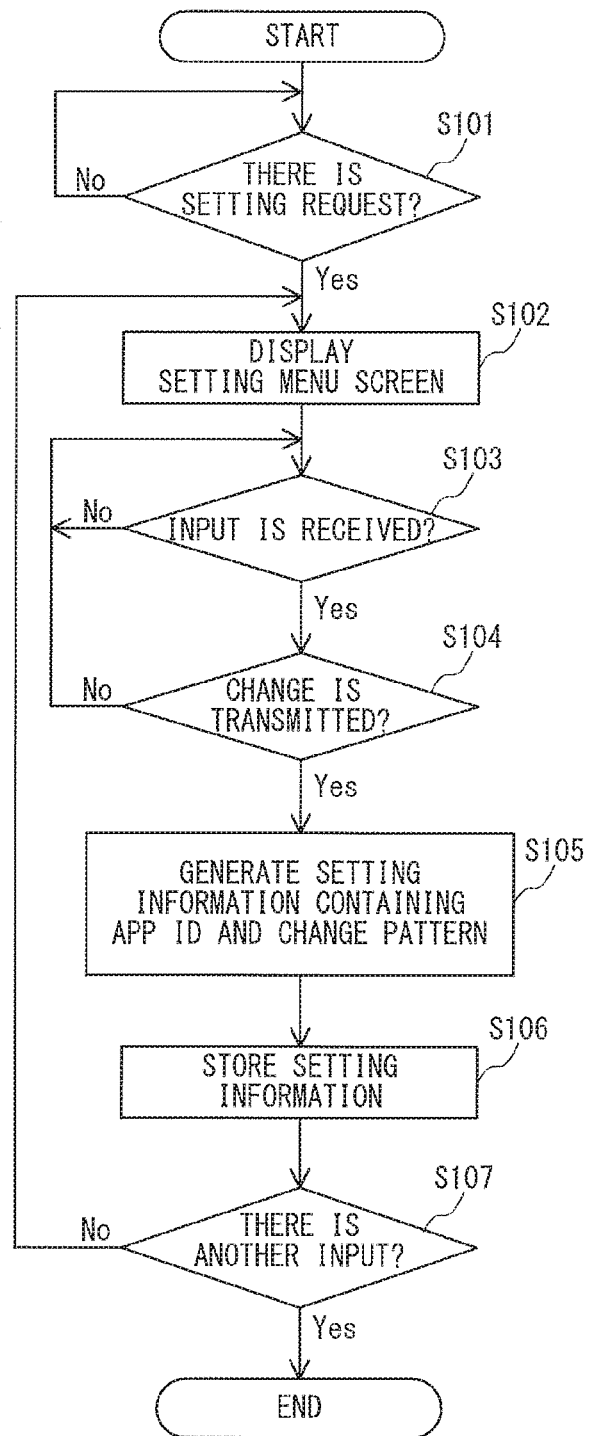 START
S101
THERE IS
SETTING REQUEST?
No
Yes
S102
DISPLAY
SETTING MENU SCREEN
S103
INPUT IS RECEIVED?
No
Yes
S104
CHANGE IS
TRANSMITTED?
No
Yes
S105
GENERATE SETTING
INFORMATION CONTAINING
APP ID AND CHANGE PATTERN
S106
STORE SETTING
INFORMATION
S107
THERE IS
ANOTHER INPUT?
No
Yes
END